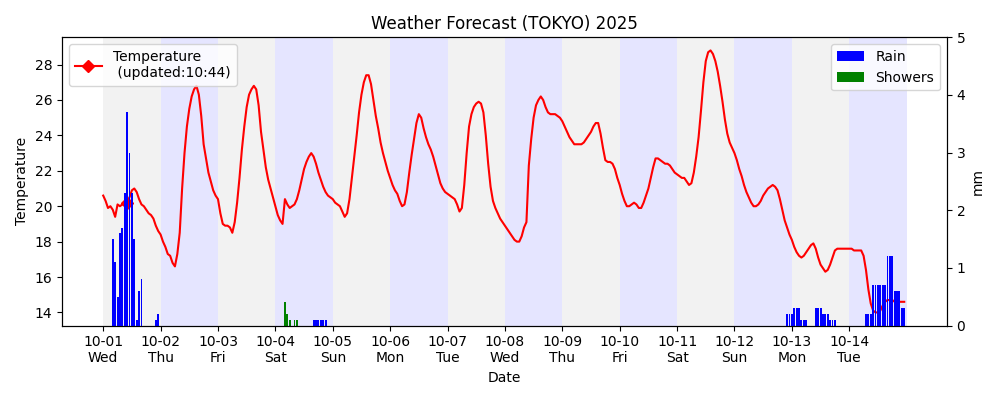 Weather Forecast (TOKYO) 2025
Temperature
(updated:10:44)
Rain
Showers
Temperature
28
26
24
22
20
18
16
14
5
4
3
2
1
0
mm
10-01 10-02 10-03 10-04 10-05 10-06 10-07 10-08 10-09 10-10 10-11 10-12 10-13 10-14
Wed Thu Fri Sat Sun Mon Tue Wed Thu Fri Sat Sun Mon Tue
Date